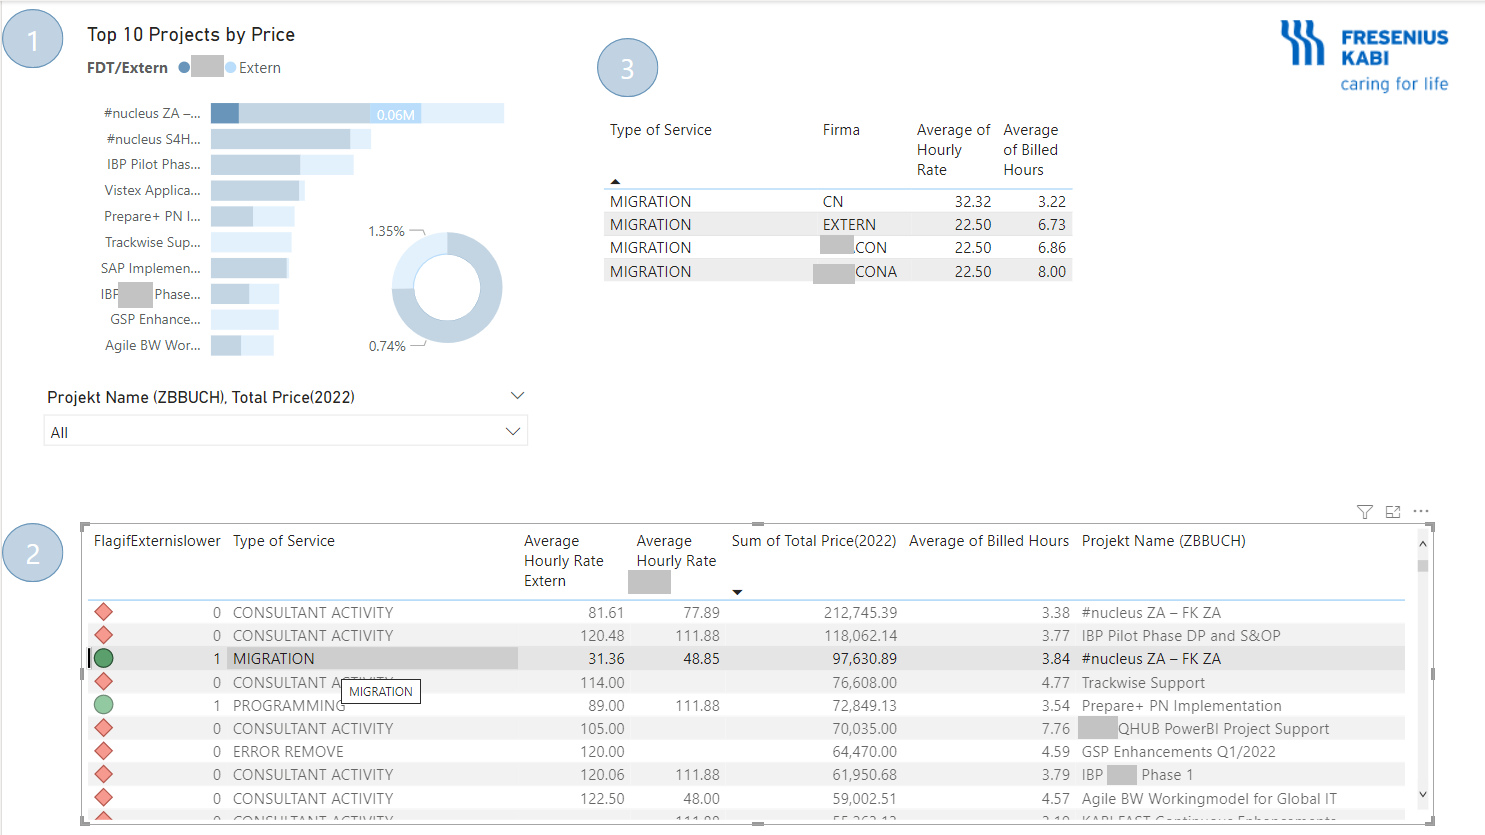 1
Top 10 Projects by Price
FDT/Extern Extern
#nucleus ZA –... 0.06M
#nucleus S4H...
IBP Pilot Phas...
Vistex Applica...
Prepare+ PN I...
Trackwise Sup...
SAP Implemen...
IBP Phase...
GSP Enhance...
Agile BW Wor...
1.35%
0.74%
Projekt Name (ZBBUCH), Total Price(2022)
All
3
FRESENIUS
KABI
caring for life
Type of Service Firma Average of Hourly Rate Average of Billed Hours
MIGRATION CN 32.32 3.22
MIGRATION EXTERN 22.50 6.73
MIGRATION .CON 22.50 6.86
MIGRATION CONA 22.50 8.00
2
FlagifExternislower Type of Service Average Hourly Rate Extern Average Hourly Rate Sum of Total Price(2022) Average of Billed Hours Projekt Name (ZBBUCH)
0 CONSULTANT ACTIVITY 81.61 77.89 212,745.39 3.38 #nucleus ZA – FK ZA
0 CONSULTANT ACTIVITY 120.48 111.88 118,062.14 3.77 IBP Pilot Phase DP and S&OP
1 MIGRATION 31.36 48.85 97,630.89 3.84 #nucleus ZA – FK ZA
0 CONSULTANT ACTIVITY 114.00 76,608.00 4.77 Trackwise Support
MIGRATION
1 PROGRAMMING 89.00 111.88 72,849.13 3.54 Prepare+ PN Implementation
0 CONSULTANT ACTIVITY 105.00 70,035.00 7.76 QHUB PowerBI Project Support
0 ERROR REMOVE 120.00 64,470.00 4.59 GSP Enhancements Q1/2022
0 CONSULTANT ACTIVITY 120.06 111.88 61,950.68 3.79 IBP Phase 1
0 CONSULTANT ACTIVITY 122.50 48.00 59,002.51 4.57 Agile BW Workingmodel for Global IT